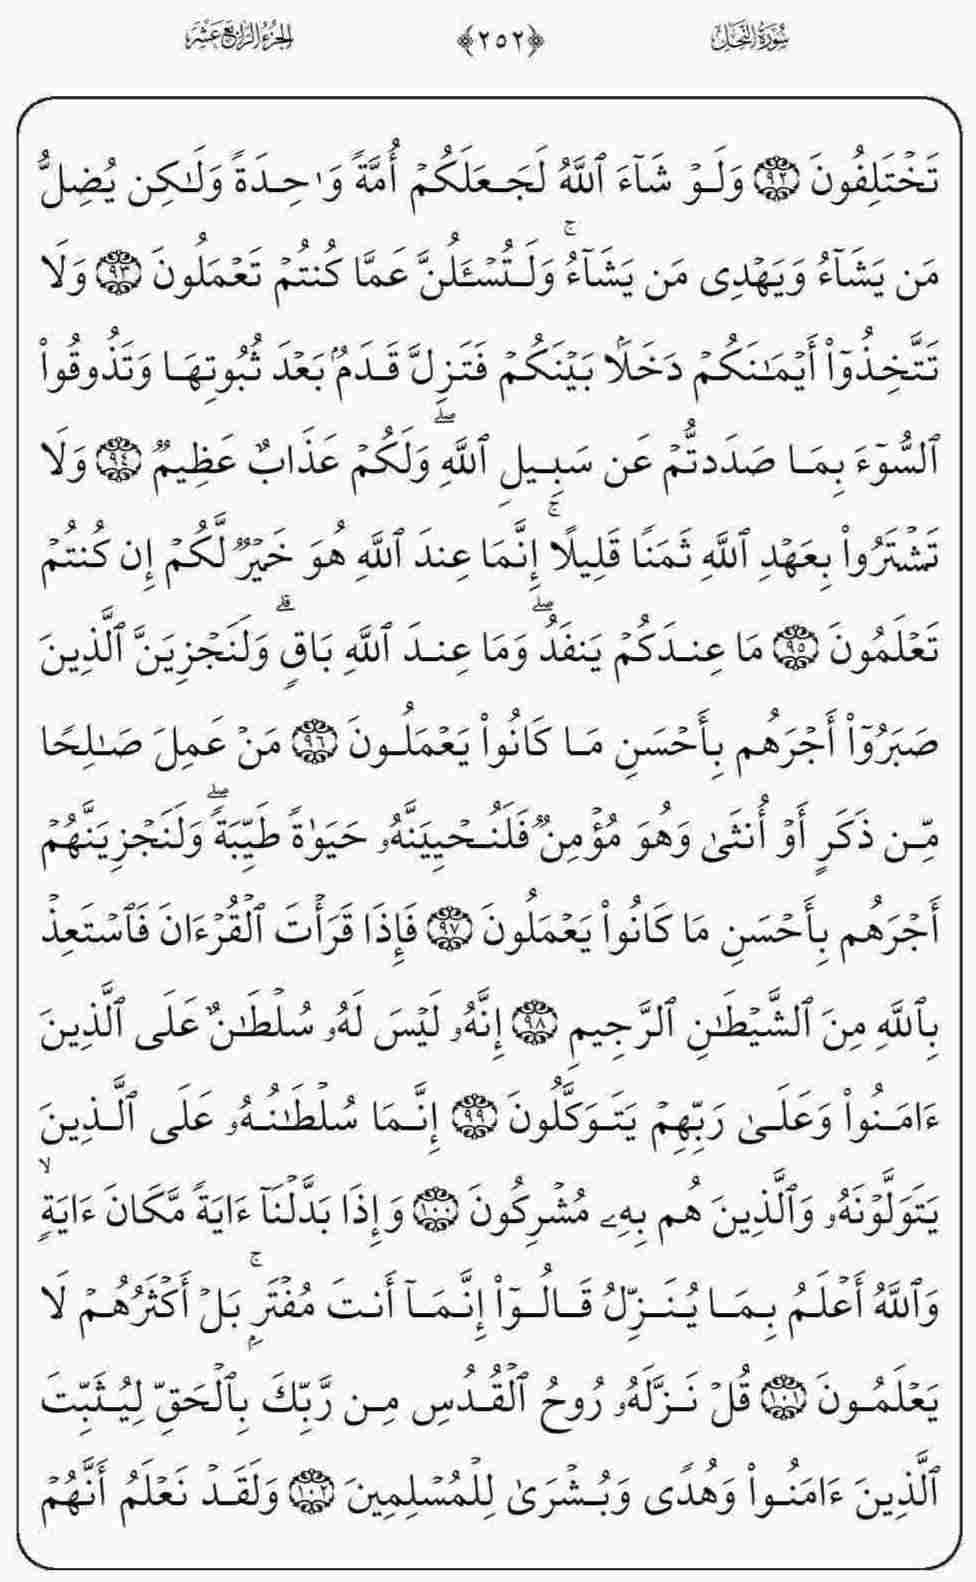 سُورَةُ النَّحْلِ ﴿٢٥٢﴾ الجُزْءُ الرَّابِعَ عَشَرَ
تَخۡتَلِفُونَ ٩٢ وَلَوۡ شَآءَ ٱللَّهُ لَجَعَلَكُمۡ أُمَّةٗ وَٰحِدَةٗ وَلَٰكِن يُضِلُّ
مَن يَشَآءُ وَيَهۡدِي مَن يَشَآءُۚ وَلَتُسۡـَٔلُنَّ عَمَّا كُنتُمۡ تَعۡمَلُونَ ٩٣ وَلَا
تَتَّخِذُوٓاْ أَيۡمَٰنَكُمۡ دَخَلَۢا بَيۡنَكُمۡ فَتَزِلَّ قَدَمُۢ بَعۡدَ ثُبُوتِهَا وَتَذُوقُواْ
ٱلسُّوٓءَ بِمَا صَدَدتُّمۡ عَن سَبِيلِ ٱللَّهِۖ وَلَكُمۡ عَذَابٌ عَظِيمٞ ٩٤ وَلَا
تَشۡتَرُواْ بِعَهۡدِ ٱللَّهِ ثَمَنٗا قَلِيلًاۚ إِنَّمَا عِندَ ٱللَّهِ هُوَ خَيۡرٞ لَّكُمۡ إِن كُنتُمۡ
تَعۡلَمُونَ ٩٥ مَا عِندَكُمۡ يَنفَدُۖ وَمَا عِندَ ٱللَّهِ بَاقٖۗ وَلَنَجۡزِيَنَّ ٱلَّذِينَ
صَبَرُوٓاْ أَجۡرَهُم بِأَحۡسَنِ مَا كَانُواْ يَعۡمَلُونَ ٩٦ مَنۡ عَمِلَ صَٰلِحٗا
مِّن ذَكَرٍ أَوۡ أُنثَىٰ وَهُوَ مُؤۡمِنٞ فَلَنُحۡيِيَنَّهُۥ حَيَوٰةٗ طَيِّبَةٗۖ وَلَنَجۡزِيَنَّهُمۡ
أَجۡرَهُم بِأَحۡسَنِ مَا كَانُواْ يَعۡمَلُونَ ٩٧ فَإِذَا قَرَأۡتَ ٱلۡقُرۡءَانَ فَٱسۡتَعِذۡ
بِٱللَّهِ مِنَ ٱلشَّيۡطَٰنِ ٱلرَّجِيمِ ٩٨ إِنَّهُۥ لَيۡسَ لَهُۥ سُلۡطَٰنٌ عَلَى ٱلَّذِينَ
ءَامَنُواْ وَعَلَىٰ رَبِّهِمۡ يَتَوَكَّلُونَ ٩٩ إِنَّمَا سُلۡطَٰنُهُۥ عَلَى ٱلَّذِينَ
يَتَوَلَّوۡنَهُۥ وَٱلَّذِينَ هُم بِهِۦ مُشۡرِكُونَ ١٠٠ وَإِذَا بَدَّلۡنَآ ءَايَةٗ مَّكَانَ ءَايَةٖۙ
وَٱللَّهُ أَعۡلَمُ بِمَا يُنَزِّلُ قَالُوٓاْ إِنَّمَآ أَنتَ مُفۡتَرِۭۚ بَلۡ أَكۡثَرُهُمۡ لَا
يَعۡلَمُونَ ١٠١ قُلۡ نَزَّلَهُۥ رُوحُ ٱلۡقُدُسِ مِن رَّبِّكَ بِٱلۡحَقِّ لِيُثَبِّتَ
ٱلَّذِينَ ءَامَنُواْ وَهُدٗى وَبُشۡرَىٰ لِلۡمُسۡلِمِينَ ١٠٢ وَلَقَدۡ نَعۡلَمُ أَنَّهُمۡ